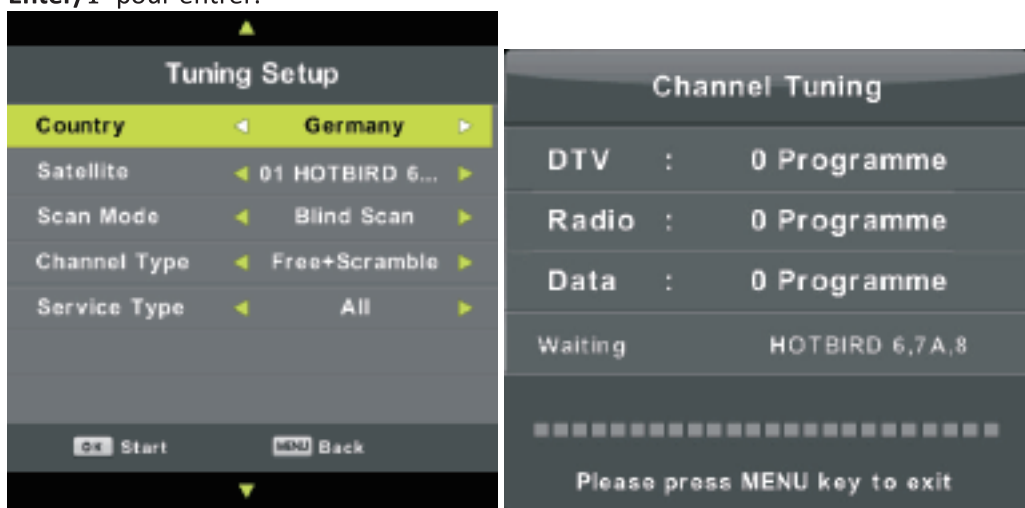 pour entrer.
Tuning Setup
Country Germany
Satellite 01 HOTBIRD 6...
Scan Mode Blind Scan
Channel Type Free+Scramble
Service Type All
OK Start MENU Back
Channel Tuning
DTV : 0 Programme
Radio : 0 Programme
Data : 0 Programme
Waiting HOTBIRD 6,7A,8
Please press MENU key to exit